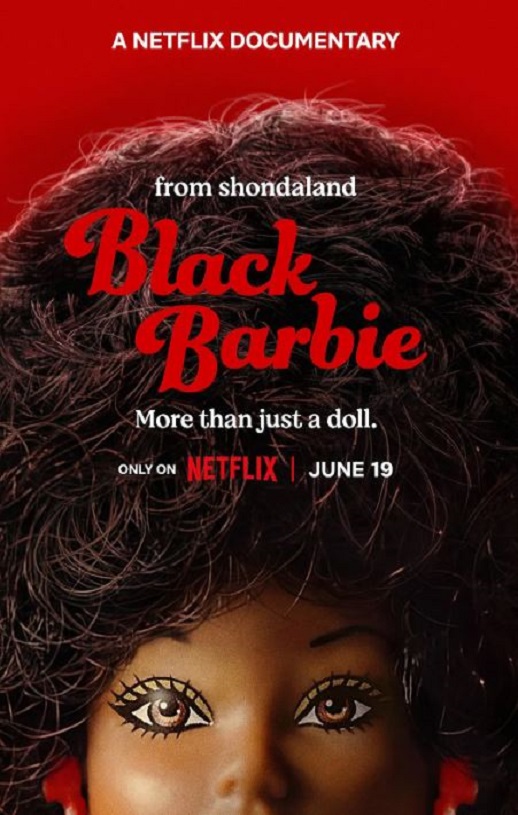 A NETFLIX DOCUMENTARY
from shondaland
Black
Barbie
More than just a doll.
ONLY ON NETFLIX | JUNE 19